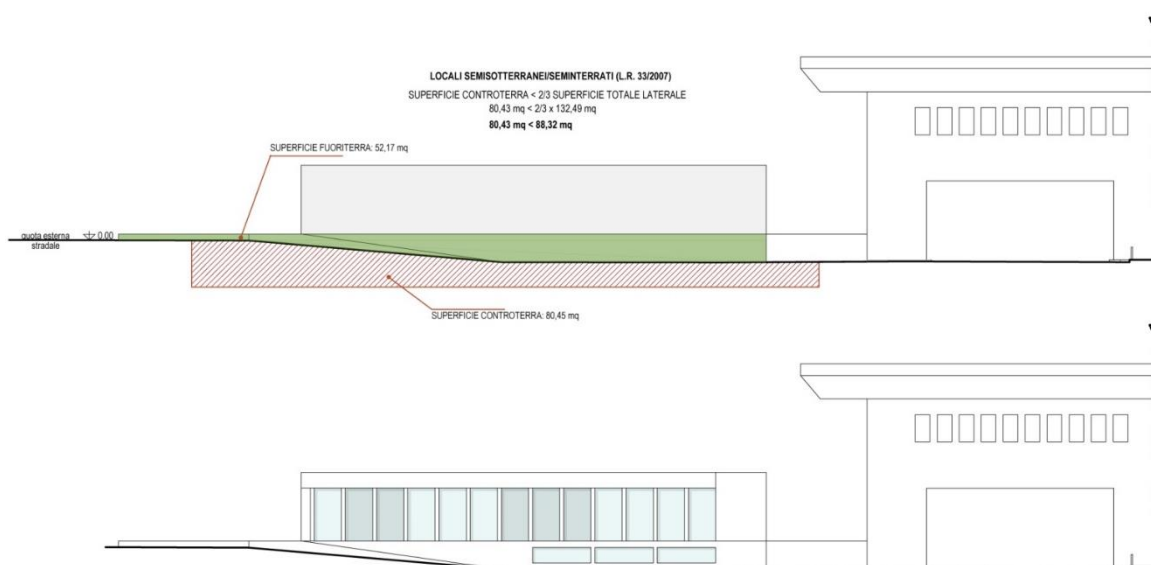 LOCALI SEMISOTTERRANEI/SEMINTERRATI (L.R. 33/2007)
SUPERFICIE CONTROTERRA < 2/3 SUPERFICIE TOTALE LATERALE
80,43 mq < 2/3 x 132,49 mq
80,43 mq < 88,32 mq
SUPERFICIE FUORITERRA: 52,17 mq
quota esterna 0.00
stradale
SUPERFICIE CONTROTERRA: 80,45 mq